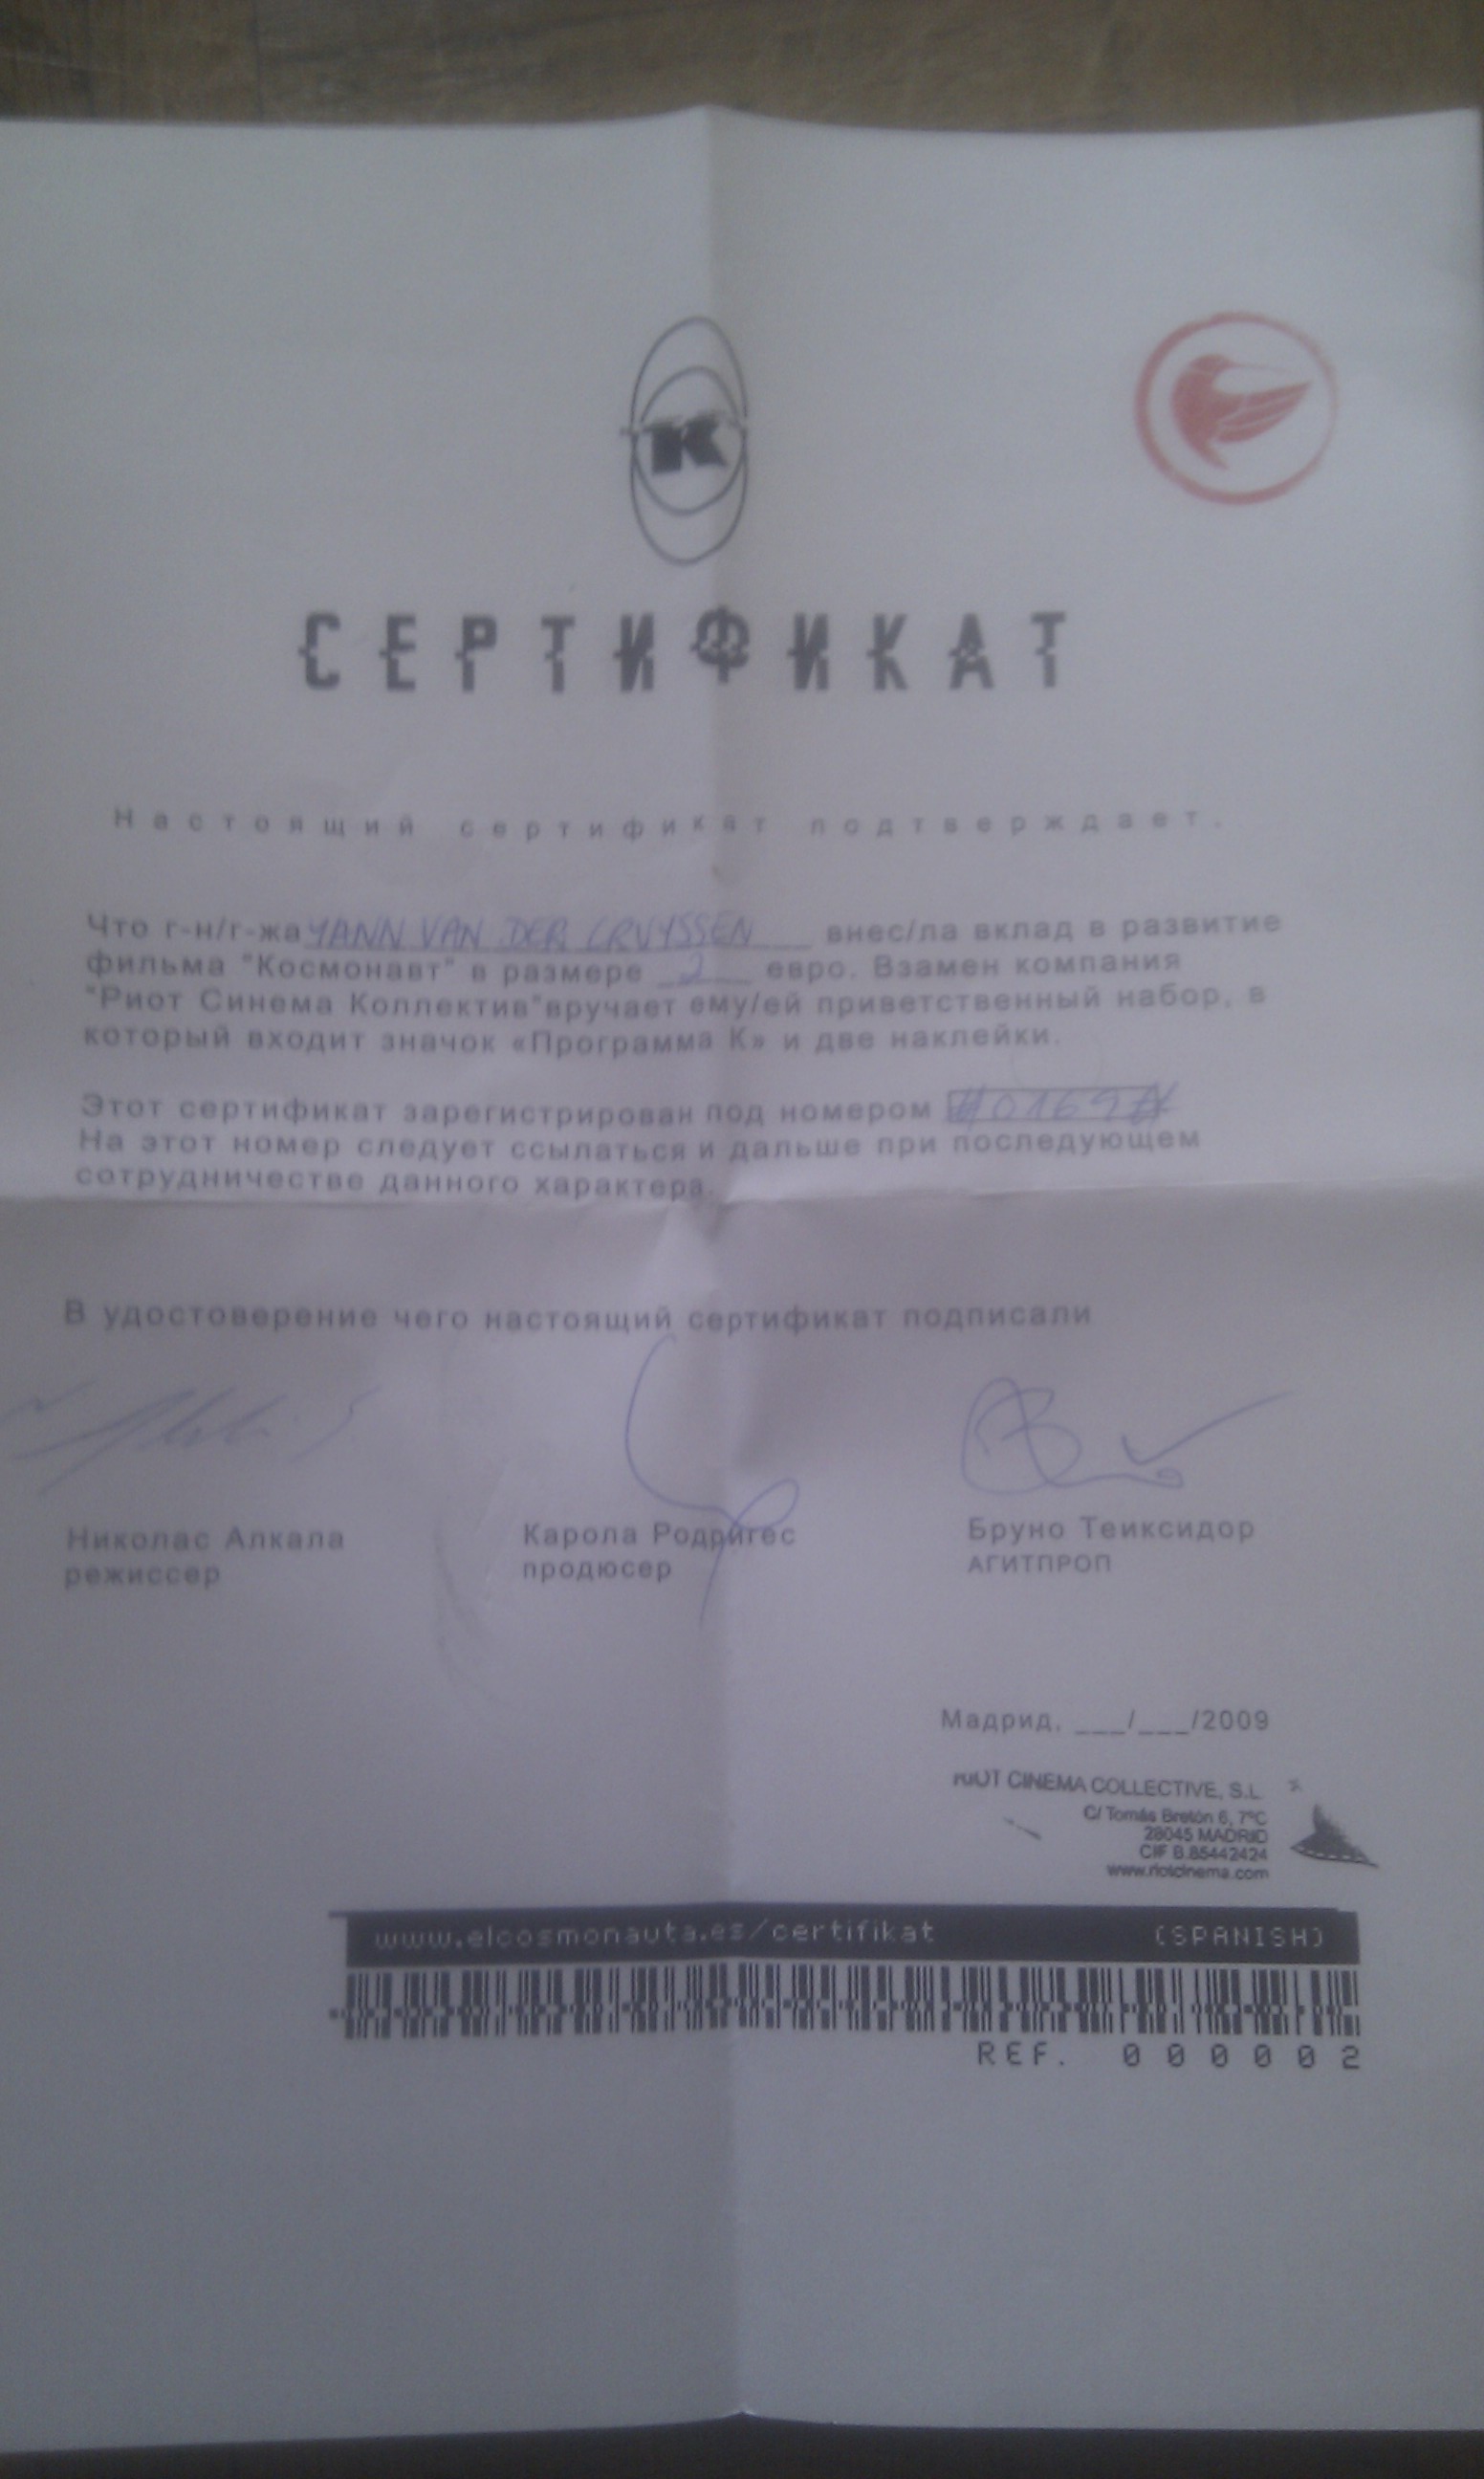 K
СЕРТИФИКАТ
Настоящий сертификат подтверждает.
Что г-н/г-жа YANN VAN DER CRUYSSEN внес/ла вклад в развитие
фильма "Космонавт" в размере 2 евро. Взамен компания
"Риот Синема Коллектив"вручает ему/ей приветственный набор, в
который входит значок «Программа К» и две наклейки.
Этот сертификат зарегистрирован под номером #0169#
На этот номер следует ссылаться и дальше при последующем
сотрудничестве данного характера.
В удостоверение чего настоящий сертификат подписали
Николас Алкала
режиссер
Карола Родригес
продюсер
Бруно Теиксидор
АГИТПРОП
Мадрид, ___/___/2009
CINEMA COLLECTIVE, S.L.
C/ Tomás Bretón 6, 7ºC
28045 MADRID
CIF B.85442424
www.riotcinema.com
www.elcosmonauta.es/certifikat (SPANISH)
REF. 000002